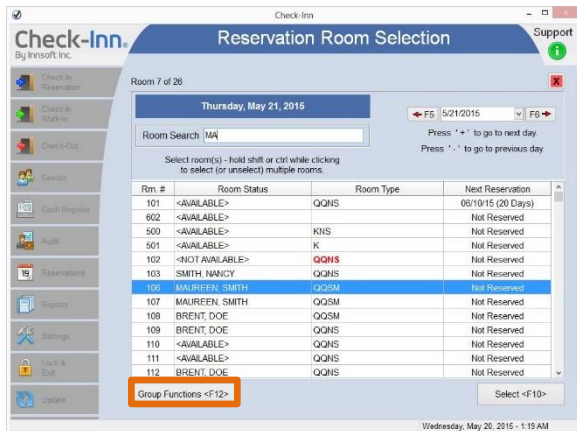 Check-Inn
Check-Inn®
By Innsoft Inc.
Reservation Room Selection
Support
Check-In
Reservation
Check-In
Walk-In
Check-Out
Guests
Cash Register
Audit
Reservations
Reports
Settings
Lock &
Exit
Update
Room 7 of 26
X
Thursday, May 21, 2015
F5 5/21/2015 F6
Room Search MA
Press '+' to go to next day.
Press '-' to go to previous day.
Select room(s) - hold shift or ctrl while clicking
to select (or unselect) multiple rooms.
Rm. # Room Status Room Type Next Reservation
101 <AVAILABLE> QQNS 06/10/15 (20 Days)
602 <AVAILABLE> Not Reserved
500 <AVAILABLE> KNS Not Reserved
501 <AVAILABLE> K Not Reserved
102 <NOT AVAILABLE> QQNS Not Reserved
103 SMITH, NANCY QQNS Not Reserved
106 MAUREEN, SMITH QQSM Not Reserved
107 MAUREEN, SMITH QQSM Not Reserved
108 BRENT, DOE QQSM Not Reserved
109 BRENT, DOE QQNS Not Reserved
110 <AVAILABLE> QQNS Not Reserved
111 <AVAILABLE> QQNS Not Reserved
112 BRENT, DOE QQNS Not Reserved
Group Functions <F12>
Select <F10>
Wednesday, May 20, 2015 - 1:19 AM